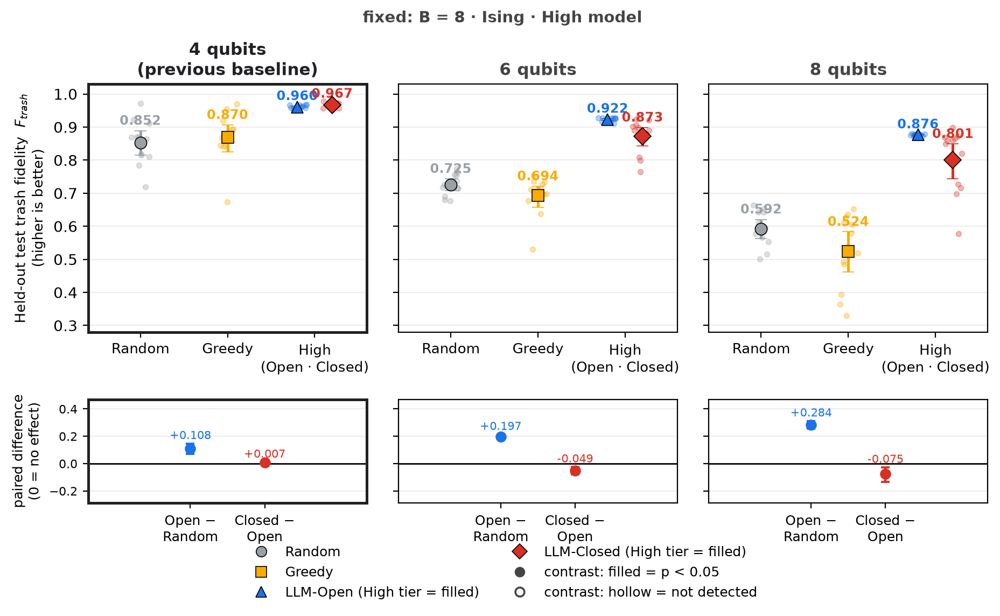 fixed: B = 8 · Ising · High model
4 qubits
(previous baseline)
6 qubits
8 qubits
Held-out test trash fidelity F_trash
(higher is better)
1.0
0.9
0.8
0.7
0.6
0.5
0.4
0.3
0.852
0.870
0.960
0.967
0.725
0.694
0.922
0.873
0.592
0.524
0.876
0.801
Random
Greedy
High
(Open · Closed)
Random
Greedy
High
(Open · Closed)
Random
Greedy
High
(Open · Closed)
paired difference
(0 = no effect)
0.4
0.2
0.0
−0.2
+0.108
+0.007
+0.197
-0.049
+0.284
-0.075
Open −
Random
Closed −
Open
Open −
Random
Closed −
Open
Open −
Random
Closed −
Open
Random
Greedy
LLM-Open (High tier = filled)
LLM-Closed (High tier = filled)
contrast: filled = p < 0.05
contrast: hollow = not detected